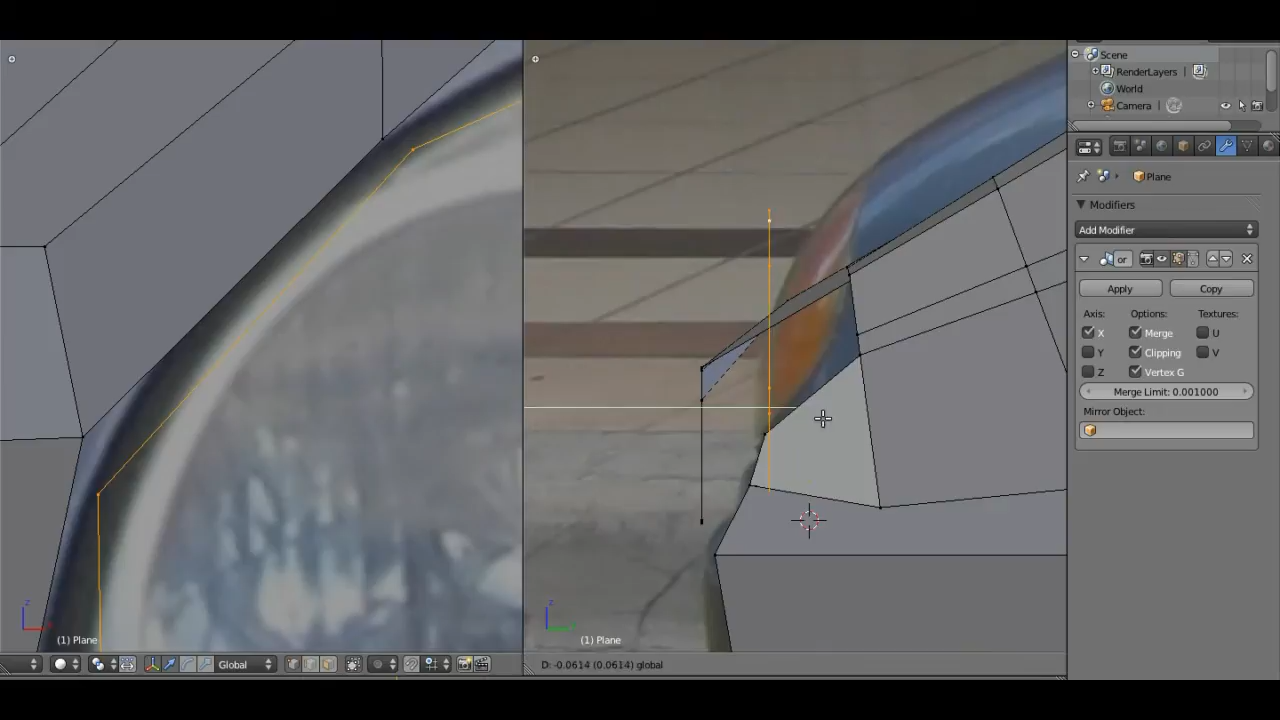 Scene
RenderLayers
World
Camera
Plane
Modifiers
Add Modifier
or
Apply
Copy
Axis:
Options:
Textures:
X
Merge
U
Y
Clipping
V
Z
Vertex G
Merge Limit: 0.001000
Mirror Object:
z
z
(1) Plane
(1) Plane
Global
D: -0.0614 (0.0614) global